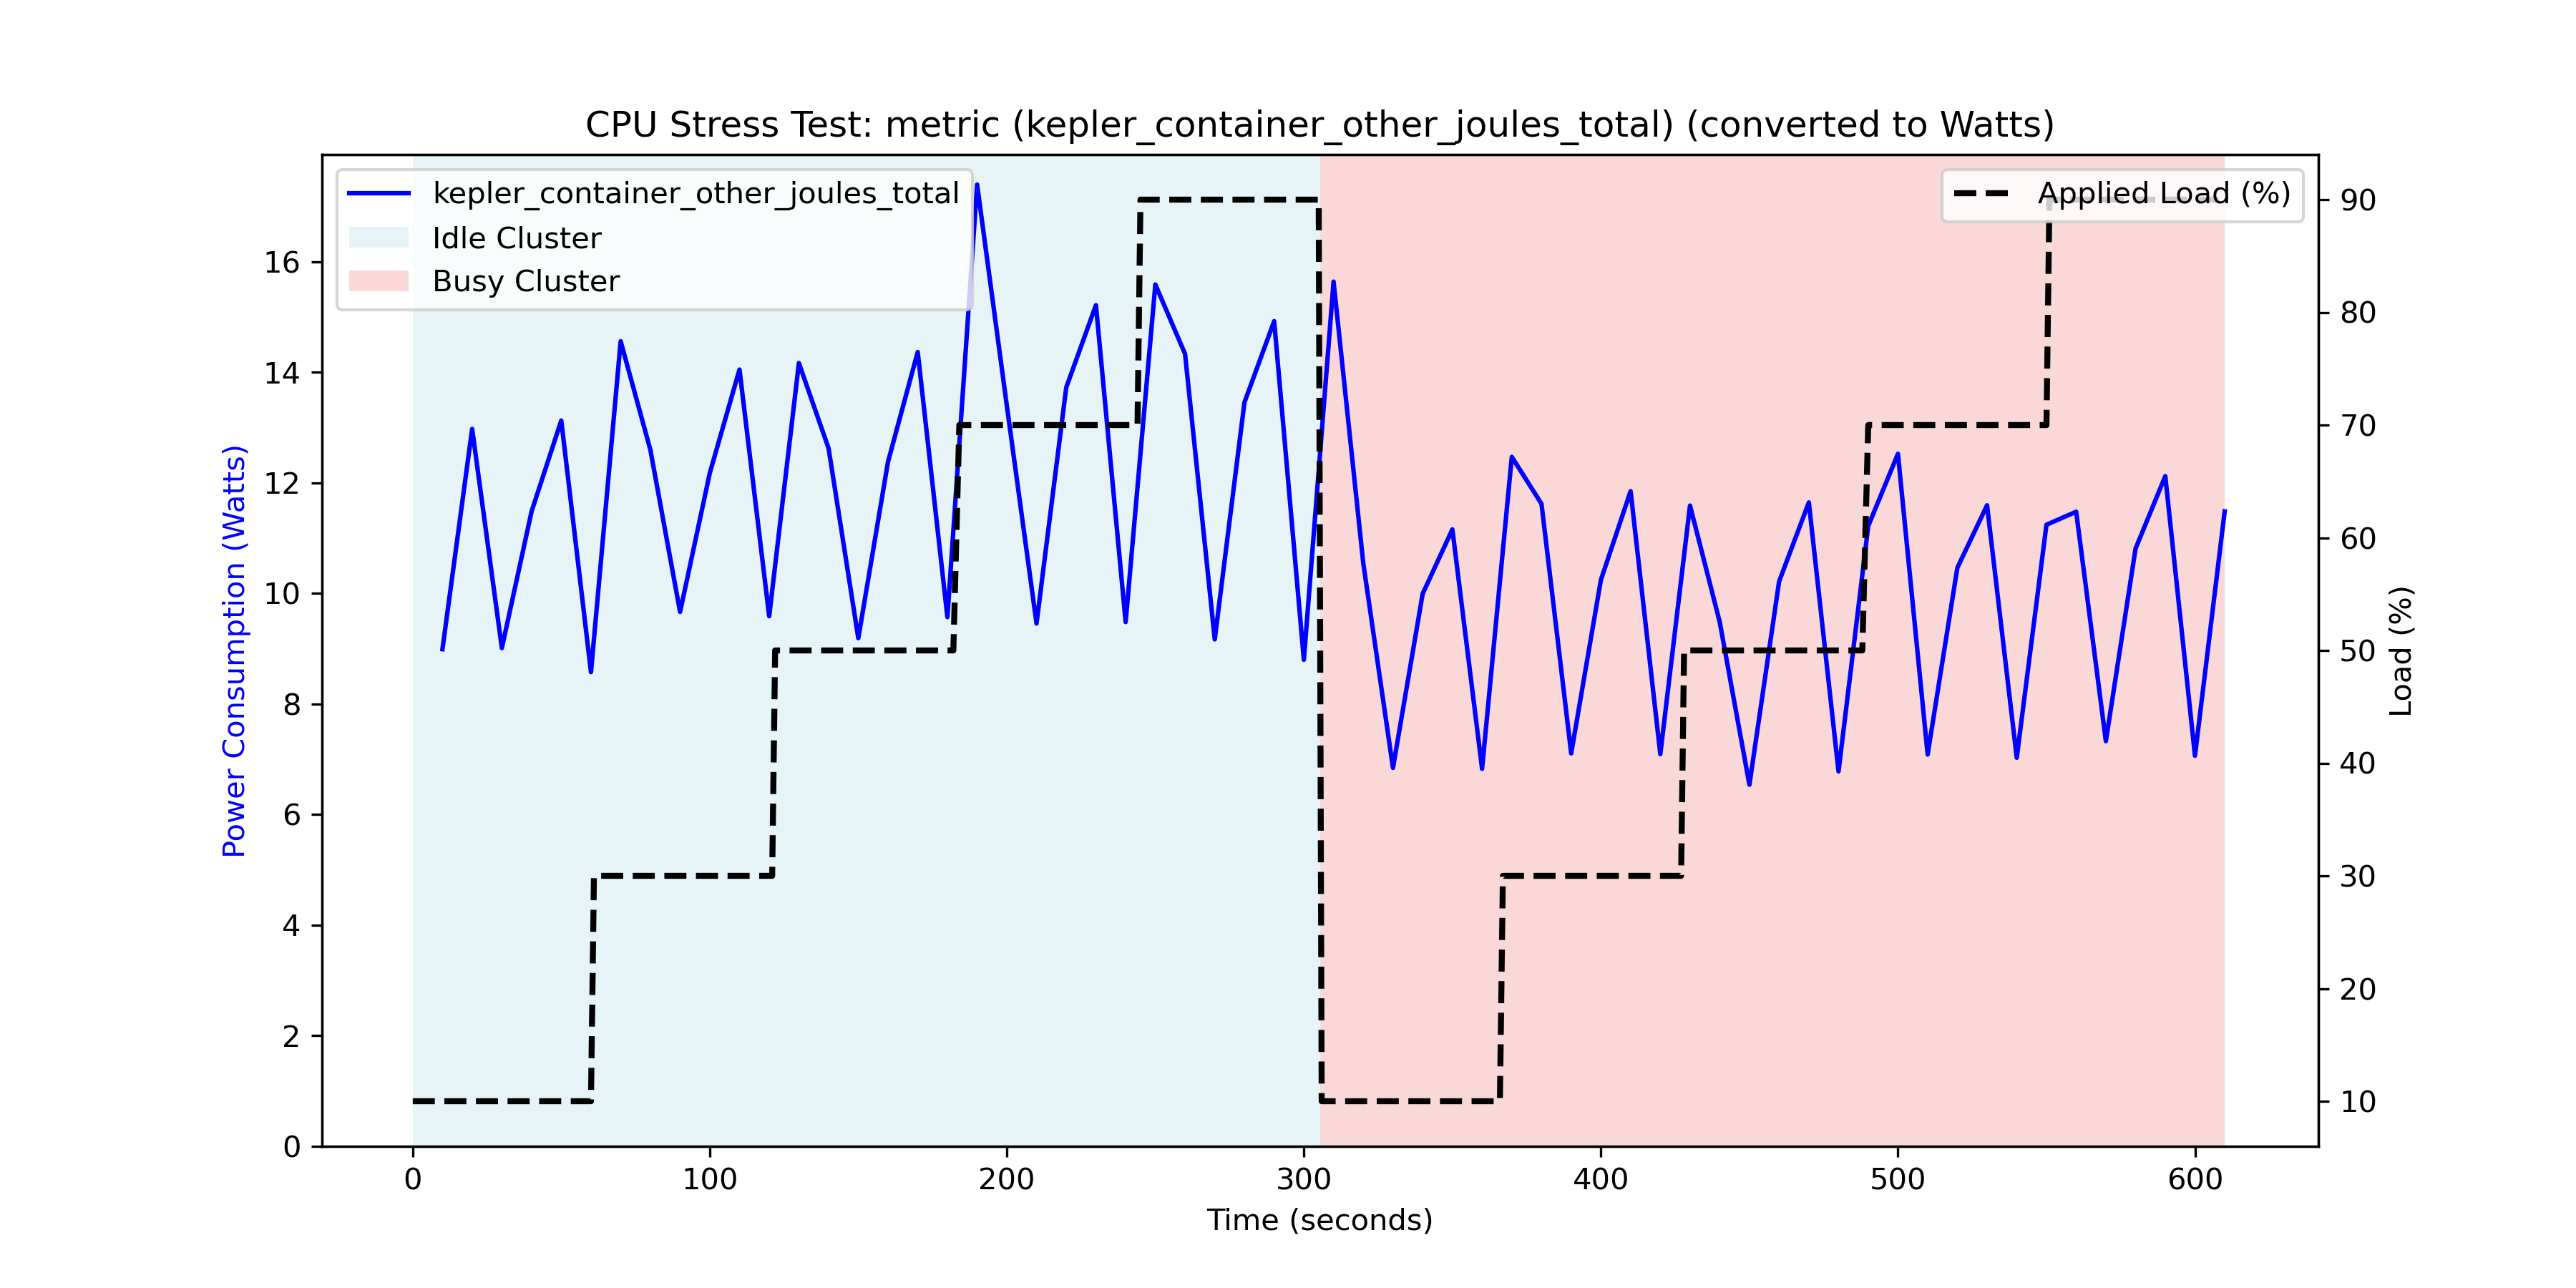 CPU Stress Test: metric (kepler_container_other_joules_total) (converted to Watts)
kepler_container_other_joules_total
Idle Cluster
Busy Cluster
Applied Load (%)
Power Consumption (Watts)
16
14
12
10
8
6
4
2
0
90
80
70
60
50
40
30
20
10
Load (%)
0 100 200 300 400 500 600
Time (seconds)